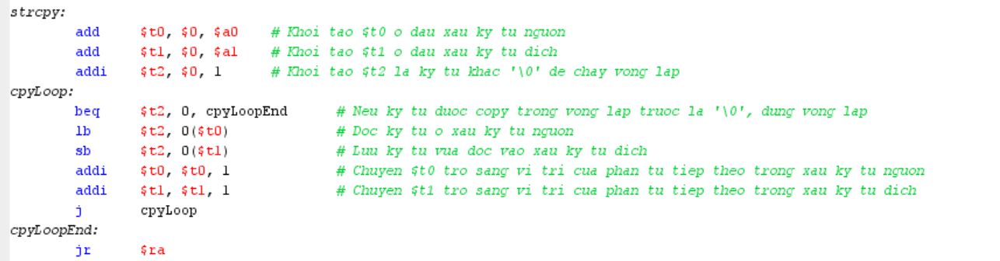 strcpy:
add $t0, $0, $a0 # Khoi tao $t0 o dau xau ky tu nguon
add $t1, $0, $a1 # Khoi tao $t1 o dau xau ky tu dich
addi $t2, $0, 1 # Khoi tao $t2 la ky tu khac '\0' de chay vong lap
cpyLoop:
beq $t2, 0, cpyLoopEnd # Neu ky tu duoc copy trong vong lap truoc la '\0', dung vong lap
lb $t2, 0($t0) # Doc ky tu o xau ky tu nguon
sb $t2, 0($t1) # Luu ky tu vua doc vao xau ky tu dich
addi $t0, $t0, 1 # Chuyen $t0 tro sang vi tri cua phan tu tiep theo trong xau ky tu nguon
addi $t1, $t1, 1 # Chuyen $t1 tro sang vi tri cua phan tu tiep theo trong xau ky tu dich
j cpyLoop
cpyLoopEnd:
jr $ra